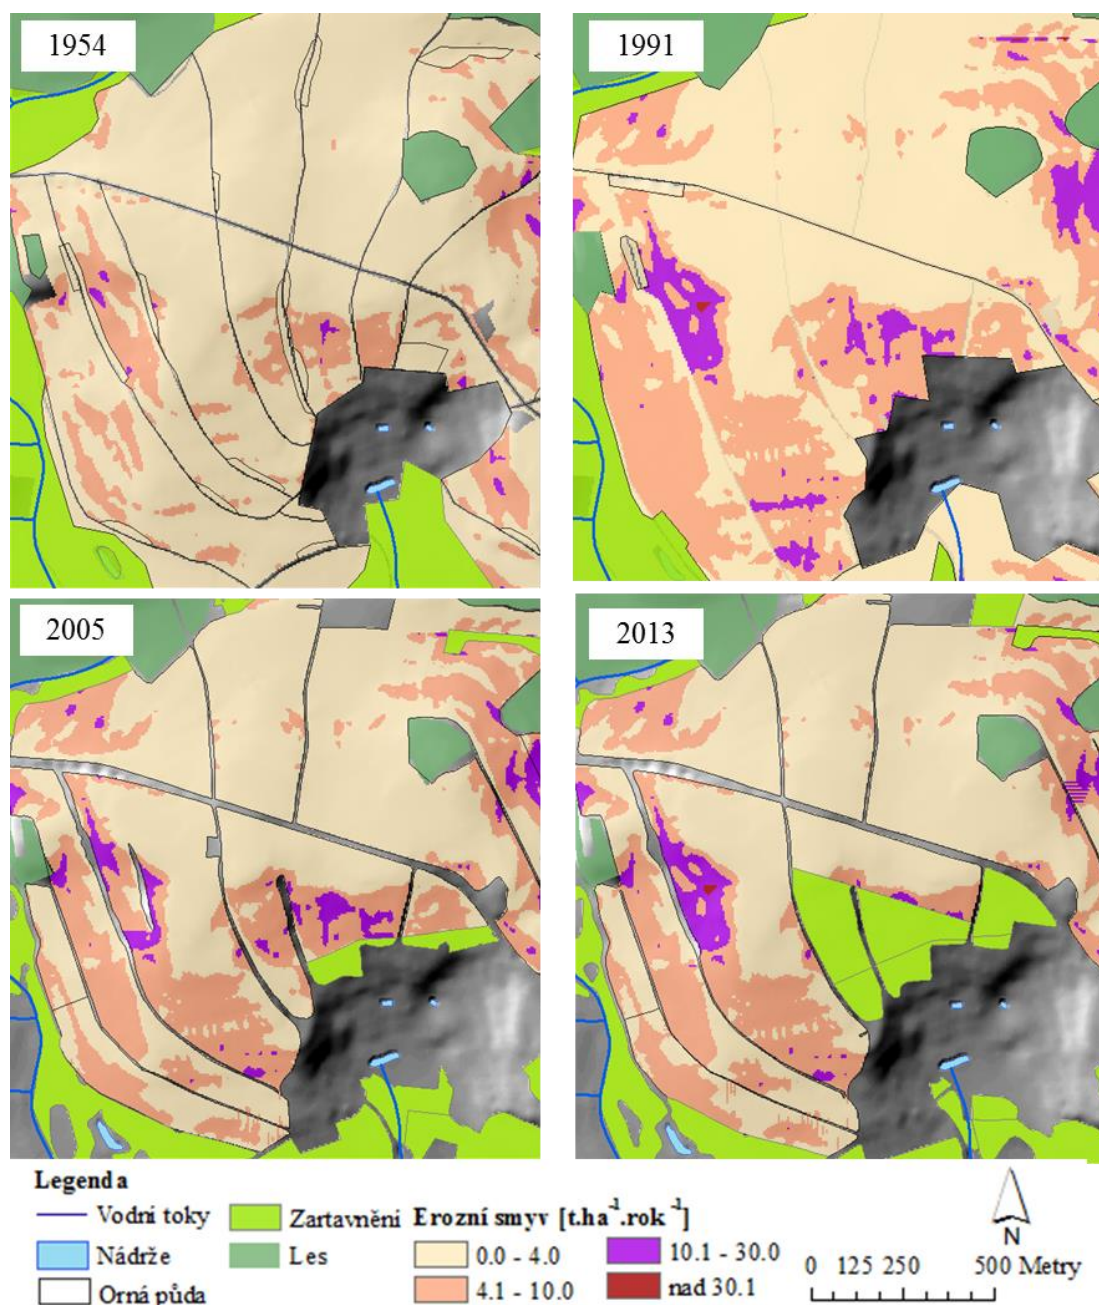 1954
1991
2005
2013
Legenda
Vodní toky
Zartavnění
Erozní smyv [t.ha⁻¹.rok⁻¹]
Nádrže
Les
0.0 - 4.0
10.1 - 30.0
Orná půda
4.1 - 10.0
nad 30.1
N
0 125 250 500 Metry